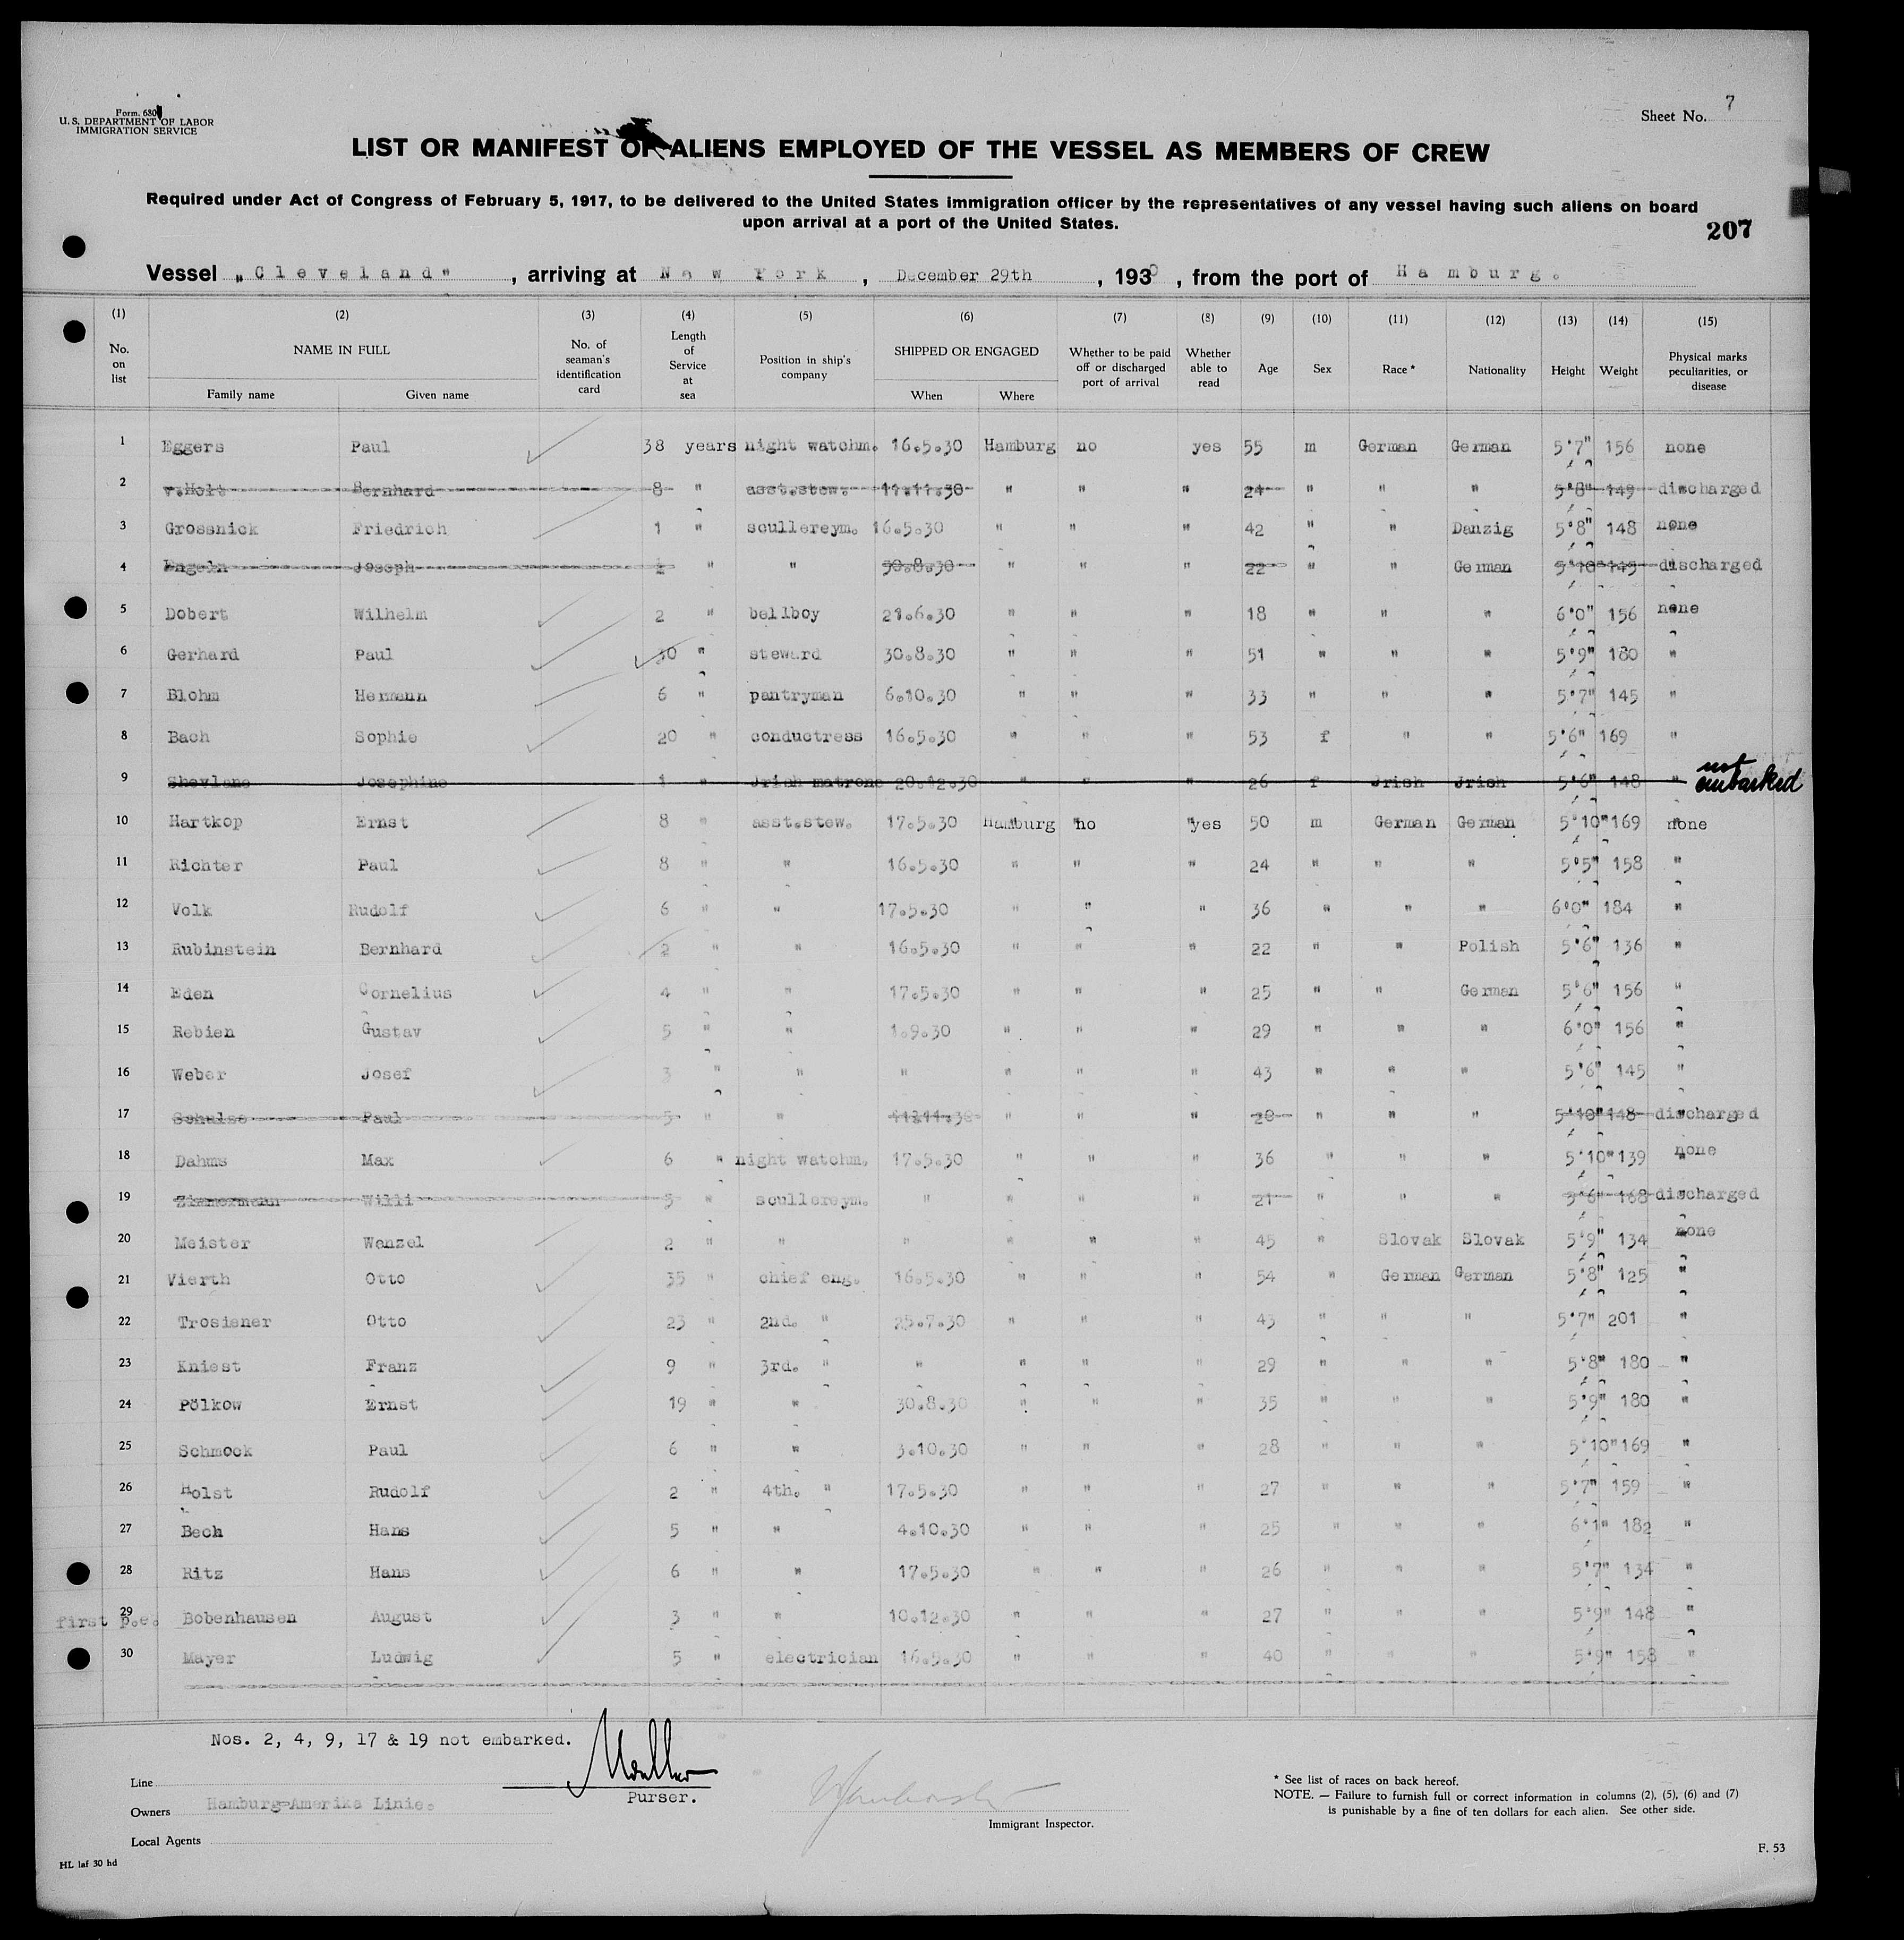 Form. 680
U. S. DEPARTMENT OF LABOR
IMMIGRATION SERVICE
Sheet No. 7
LIST OR MANIFEST OF ALIENS EMPLOYED OF THE VESSEL AS MEMBERS OF CREW
Required under Act of Congress of February 5, 1917, to be delivered to the United States immigration officer by the representatives of any vessel having such aliens on board
upon arrival at a port of the United States.
207
Vessel „Cleveland" , arriving at New York , December 29th , 1930 , from the port of Hamburg.
(1) (2) (3) (4) (5) (6) (7) (8) (9) (10) (11) (12) (13) (14) (15)
No. on list NAME IN FULL Family name Given name No. of seaman's identification card Length of Service at sea Position in ship's company SHIPPED OR ENGAGED When Where Whether to be paid off or discharged port of arrival Whether able to read Age Sex Race * Nationality Height Weight Physical marks peculiarities, or disease
1 Eggers Paul 38 years night watchm. 16.5.30 Hamburg no yes 55 m German German 5'7" 156 none
2 v.Holt Bernhard 8 " asst.stew. 11.11.30 " " " 24 " " " 5'8" 149 discharged
3 Grossnick Friedrich 1 " scullereym. 16.5.30 " " " 42 " " Danzig 5'8" 148 none
4 Engeln Joseph " " 30.8.30 " " " 22 " " German 5'10 145 discharged
5 Dobert Wilhelm 2 " bellboy 21.6.30 " " " 18 " " " 6'0" 156 none
6 Gerhard Paul 30 " steward 30.8.30 " " " 51 " " " 5'9" 180 "
7 Blohm Hermann 6 " pantryman 6.10.30 " " " 33 " " " 5'7" 145 "
8 Bach Sophie 20 " conductress 16.5.30 " " " 53 f " " 5'6" 169 "
9 Shevlane Josephine 1 " Jrish matrone 20.12.30 " " 26 f Jrish Jrish 5'6" 148 " not embarked
10 Hartkop Ernst 8 " asst.stew. 17.5.30 Hamburg no yes 50 m German German 5'10" 169 none
11 Richter Paul 8 " " 16.5.30 " " " 24 " " " 5'5" 158 "
12 Volk Rudolf 6 " " 17.5.30 " " " 36 " " " 6'0" 184 "
13 Rubinstein Bernhard 2 " " 16.5.30 " " " 22 " " Polish 5'6" 136 "
14 Eden Cornelius 4 " " 17.5.30 " " " 25 " " German 5'6" 156 "
15 Rebien Gustav 5 " " 1.9.30 " " " 29 " " " 6'0" 156 "
16 Weber Josef 3 " " " " " " 43 " " " 5'6" 145 "
17 Schulse Paul 5 " " 11.11.30 " " " 20 " " " 5'10" 148 discharged
18 Dahms Max 6 " night watchm. 17.5.30 " " " 36 " " " 5'10" 139 none
19 Zimmermann Willi 5 " scullereym. " " " " 21 " " " 5'6" 168 discharged
20 Meister Wenzel 2 " " " " " " 45 " Slovak Slovak 5'9" 134 none
21 Vierth Otto 35 " chief eng. 16.5.30 " " " 54 " German German 5'8" 125 "
22 Trosiener Otto 23 " 2nd. " 25.7.30 " " " 43 " " " 5'7" 201 "
23 Kniest Franz 9 " 3rd. " " " " " 29 " " " 5'8" 180 "
24 Pölkow Ernst 19 " " 30.8.30 " " " 35 " " " 5'9" 180 "
25 Schmock Paul 6 " " 3.10.30 " " " 28 " " " 5'10" 169 "
26 Holst Rudolf 2 " 4th. " 17.5.30 " " " 27 " " " 5'7" 159 "
27 Bech Hans 5 " " 4.10.30 " " " 25 " " " 6'1" 182 "
28 Ritz Hans 6 " " 17.5.30 " " " 26 " " " 5'7" 134 "
first p.e. 29 Bobenhausen August 3 " " 10.12.30 " " " 27 " " " 5'9" 148 "
30 Mayer Ludwig 5 " electrician 16.5.30 " " " 40 " " " 5'9" 158 "
Nos. 2, 4, 9, 17 & 19 not embarked.
Line
Purser.
Owners Hamburg-Amerika Linie.
Local Agents
Immigrant Inspector.
* See list of races on back hereof.
NOTE. — Failure to furnish full or correct information in columns (2), (5), (6) and (7)
is punishable by a fine of ten dollars for each alien. See other side.
HL laf 30 hd
F. 53